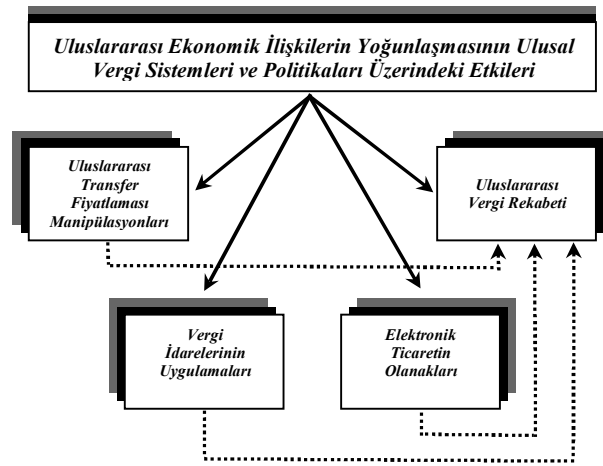 Uluslararası Ekonomik İlişkilerin Yoğunlaşmasının Ulusal
Vergi Sistemleri ve Politikaları Üzerindeki Etkileri
Uluslararası
Transfer
Fiyatlaması
Manipülasyonları
Uluslararası
Vergi Rekabeti
Vergi
İdarelerinin
Uygulamaları
Elektronik
Ticaretin
Olanakları